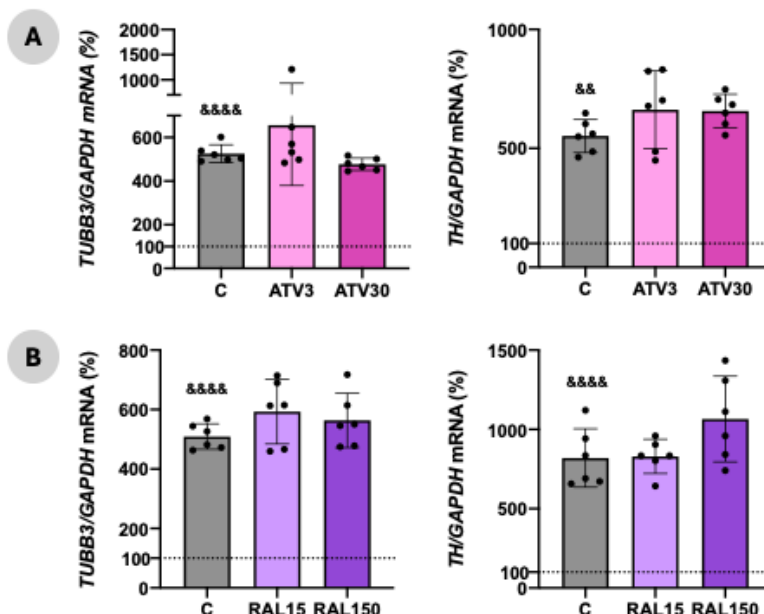 A
TUBB3/GAPDH mRNA (%)
2000
1500
1000
600
400
200
100
0
&&&&
C
ATV3
ATV30
TH/GAPDH mRNA (%)
1000
500
100
0
&&
C
ATV3
ATV30
B
TUBB3/GAPDH mRNA (%)
800
600
400
200
100
0
&&&&
C
RAL15
RAL150
TH/GAPDH mRNA (%)
1500
1000
500
100
0
&&&&
C
RAL15
RAL150